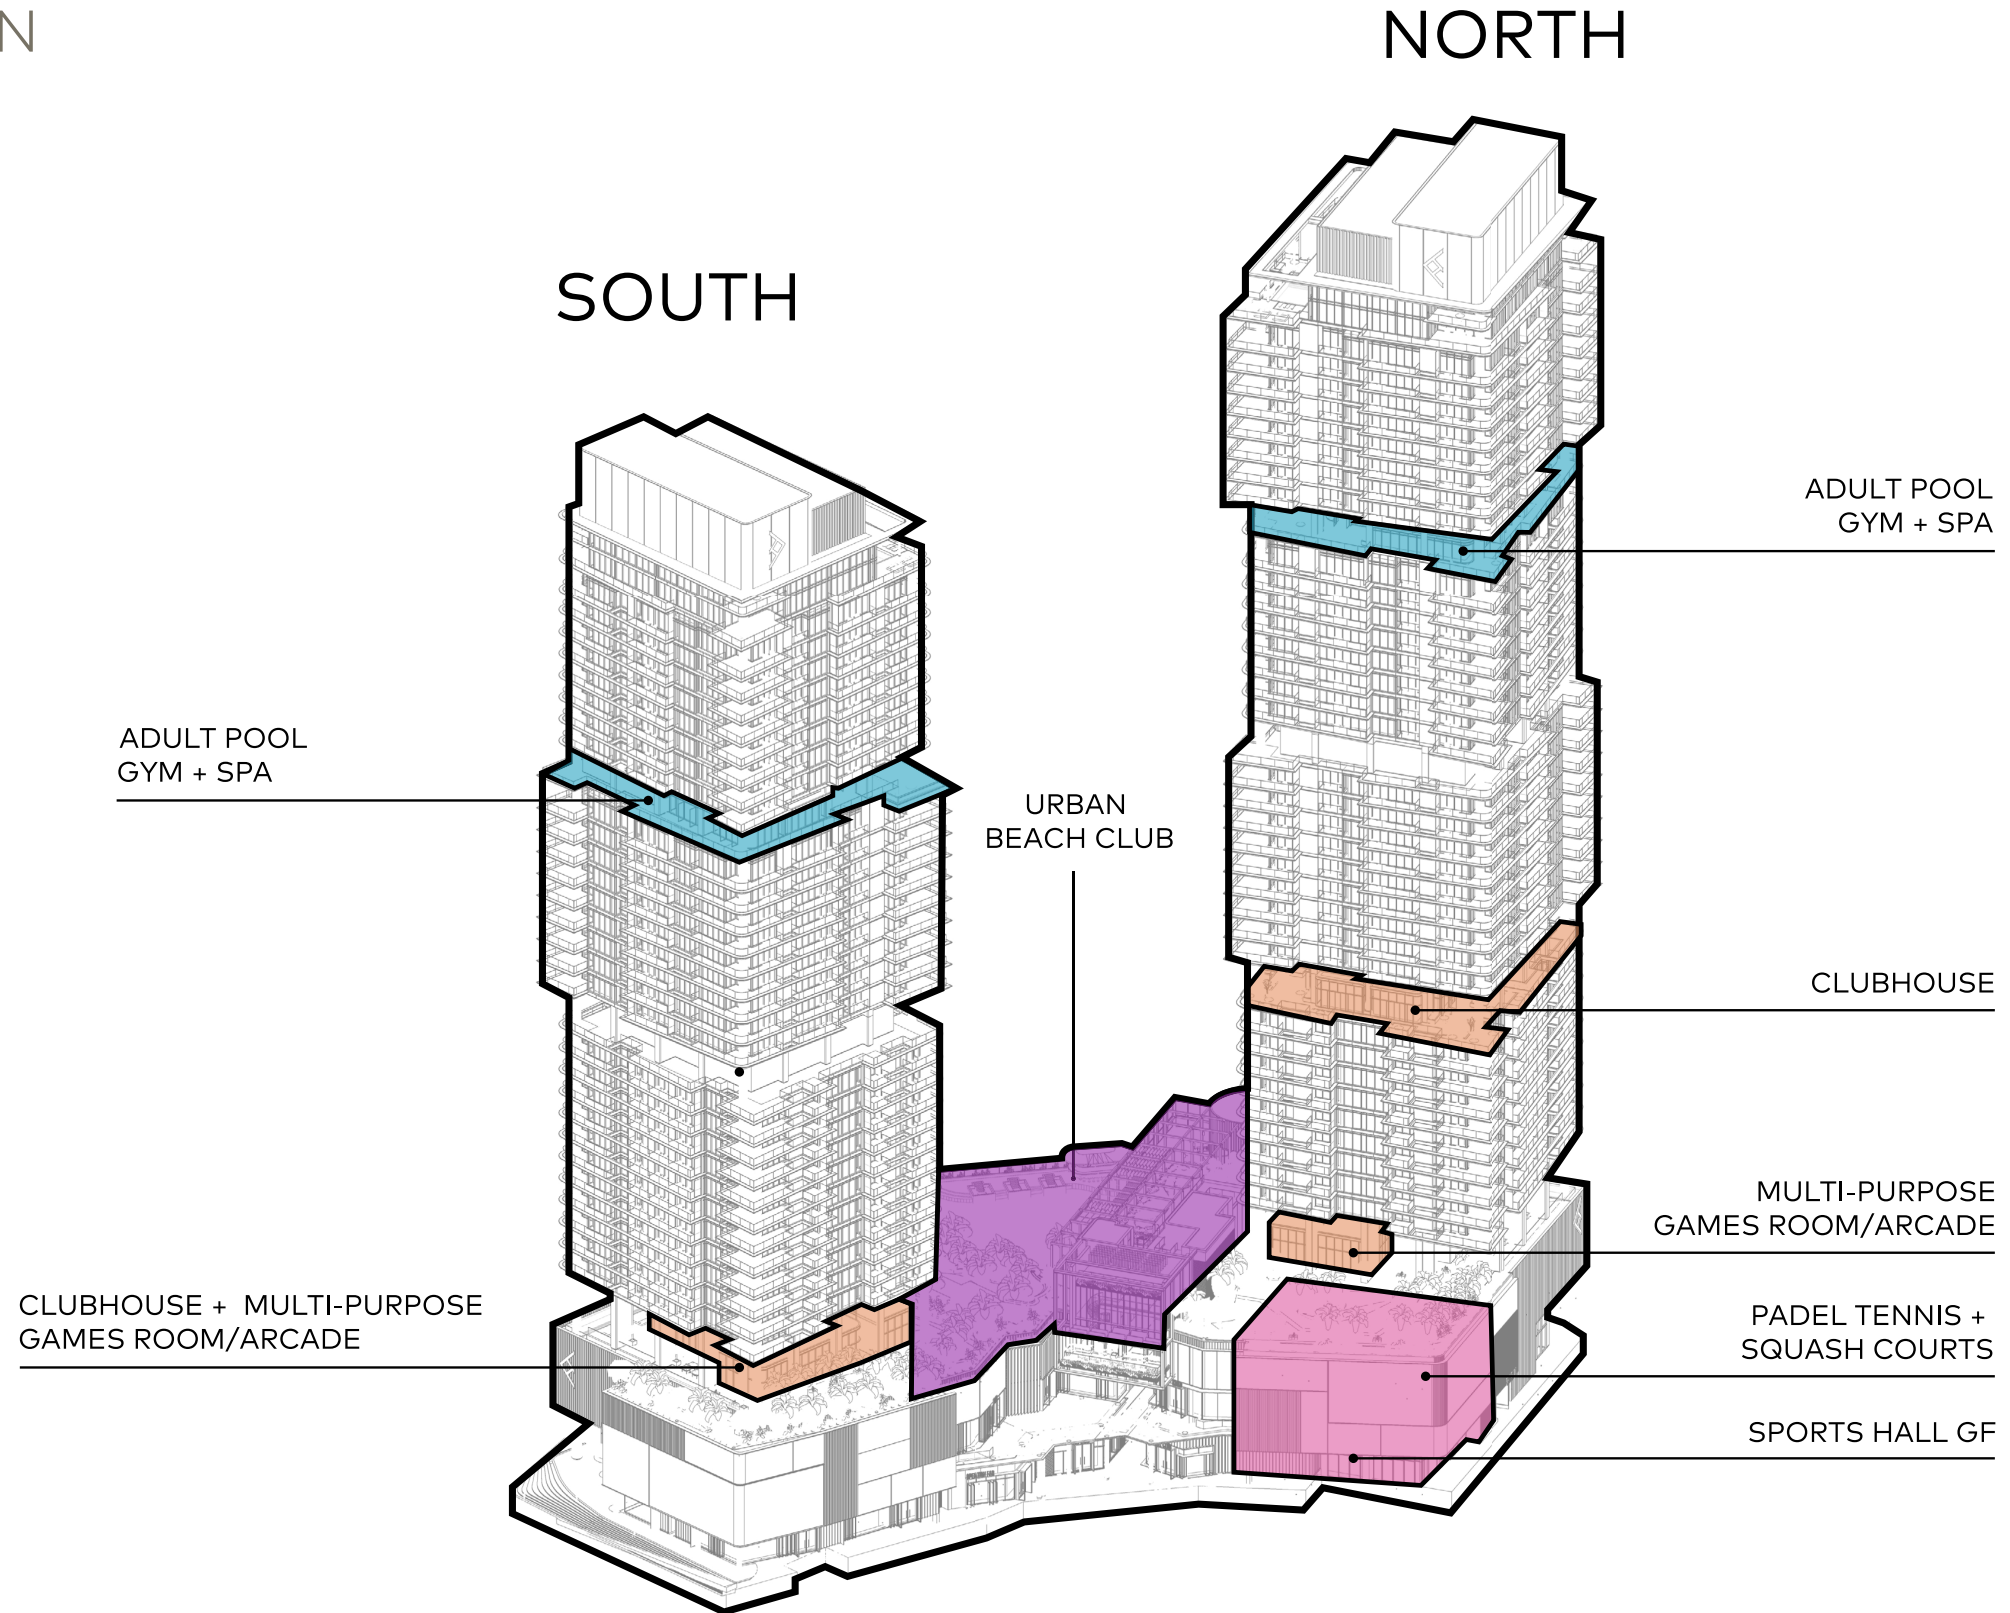 N
NORTH
SOUTH
ADULT POOL
GYM + SPA
ADULT POOL
GYM + SPA
URBAN
BEACH CLUB
CLUBHOUSE
MULTI-PURPOSE
GAMES ROOM/ARCADE
CLUBHOUSE + MULTI-PURPOSE
GAMES ROOM/ARCADE
PADEL TENNIS +
SQUASH COURTS
SPORTS HALL GF